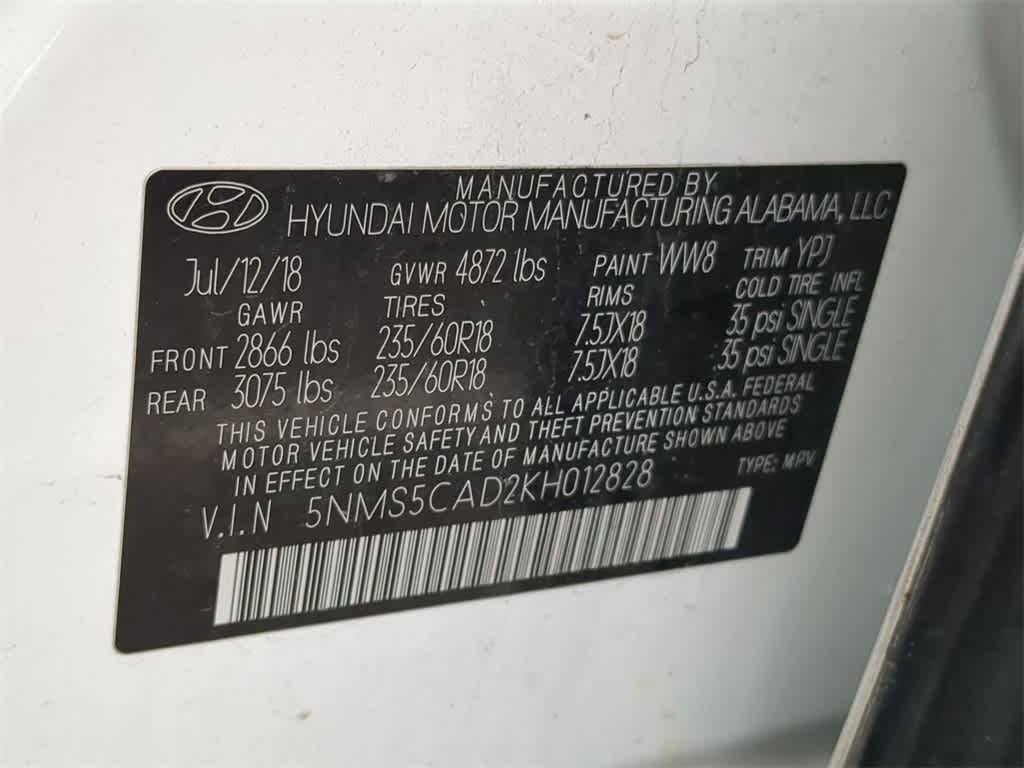 MANUFACTURED BY
HYUNDAI MOTOR MANUFACTURING ALABAMA, LLC
Jul/12/18 GVWR 4872 lbs PAINT WW8 TRIM YPJ
GAWR TIRES RIMS COLD TIRE INFL
FRONT 2866 lbs 235/60R18 7.5JX18 35 psi SINGLE
REAR 3075 lbs 235/60R18 7.5JX18 35 psi SINGLE
THIS VEHICLE CONFORMS TO ALL APPLICABLE U.S.A. FEDERAL
MOTOR VEHICLE SAFETY AND THEFT PREVENTION STANDARDS
IN EFFECT ON THE DATE OF MANUFACTURE SHOWN ABOVE
V.I.N 5NMS5CAD2KH012828 TYPE: MPV